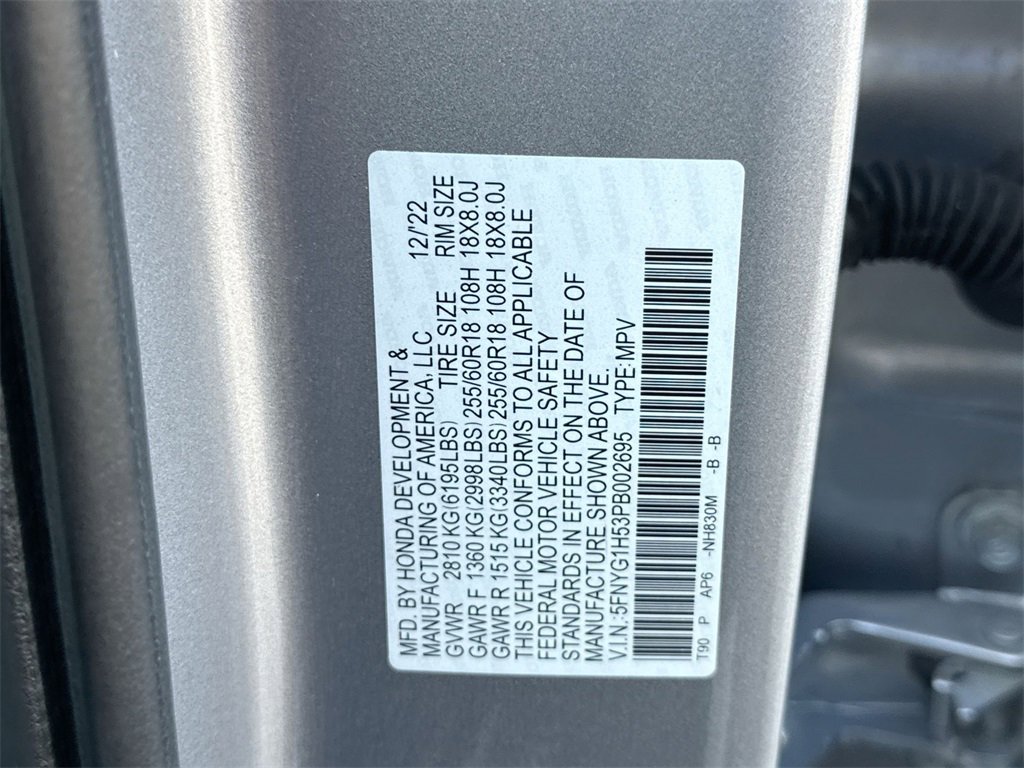 MFD. BY HONDA DEVELOPMENT &
MANUFACTURING OF AMERICA, LLC 12/'22
GVWR 2810 KG(6195LBS) TIRE SIZE RIM SIZE
GAWR F 1360 KG(2998LBS) 255/60R18 108H 18X8.0J
GAWR R 1515 KG(3340LBS) 255/60R18 108H 18X8.0J
THIS VEHICLE CONFORMS TO ALL APPLICABLE
FEDERAL MOTOR VEHICLE SAFETY
STANDARDS IN EFFECT ON THE DATE OF
MANUFACTURE SHOWN ABOVE.
V.I.N.:5FNYG1H53PB002695 TYPE:MPV
T90 P AP6 -NH830M -B -B